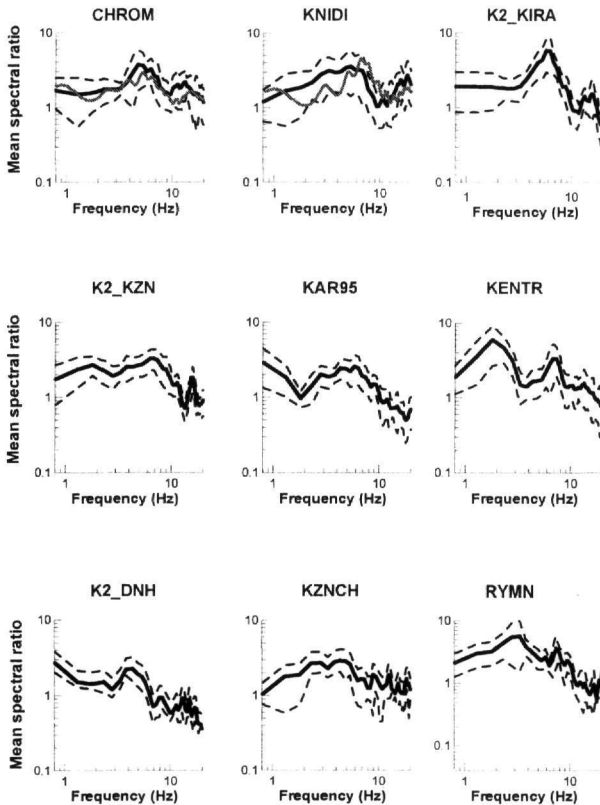 CHROM
KNIDI
K2_KIRA
Mean spectral ratio
10
1
0.1
1
10
Frequency (Hz)
10
1
0.1
1
10
Frequency (Hz)
10
1
0.1
1
10
Frequency (Hz)
K2_KZN
KAR95
KENTR
Mean spectral ratio
10
1
0.1
1
10
Frequency (Hz)
10
1
0.1
1
10
Frequency (Hz)
10
1
0.1
1
10
Frequency (Hz)
K2_DNH
KZNCH
RYMN
Mean spectral ratio
10
1
0.1
1
10
Frequency (Hz)
10
1
0.1
1
10
Frequency (Hz)
10
1
0.1
1
10
Frequency (Hz)